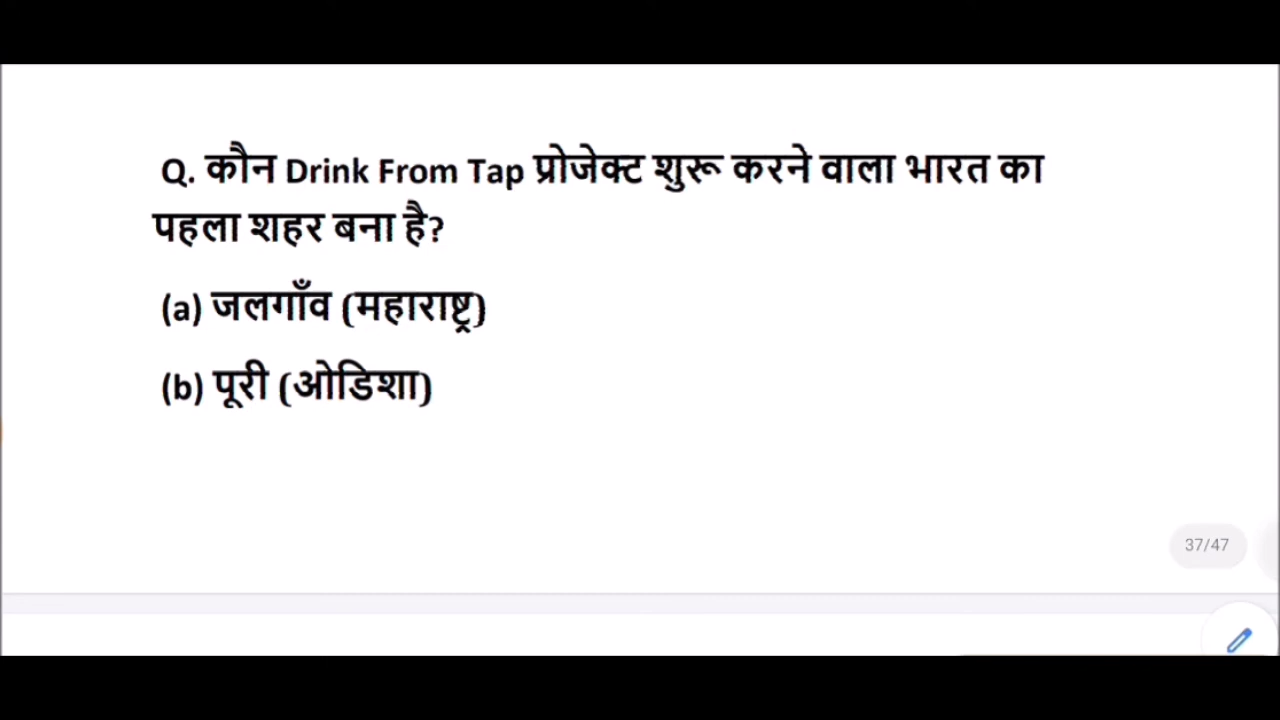 Q. कौन Drink From Tap प्रोजेक्ट शुरू करने वाला भारत का
पहला शहर बना है?
(a) जलगाँव (महाराष्ट्र)
(b) पूरी (ओडिशा)
37/47